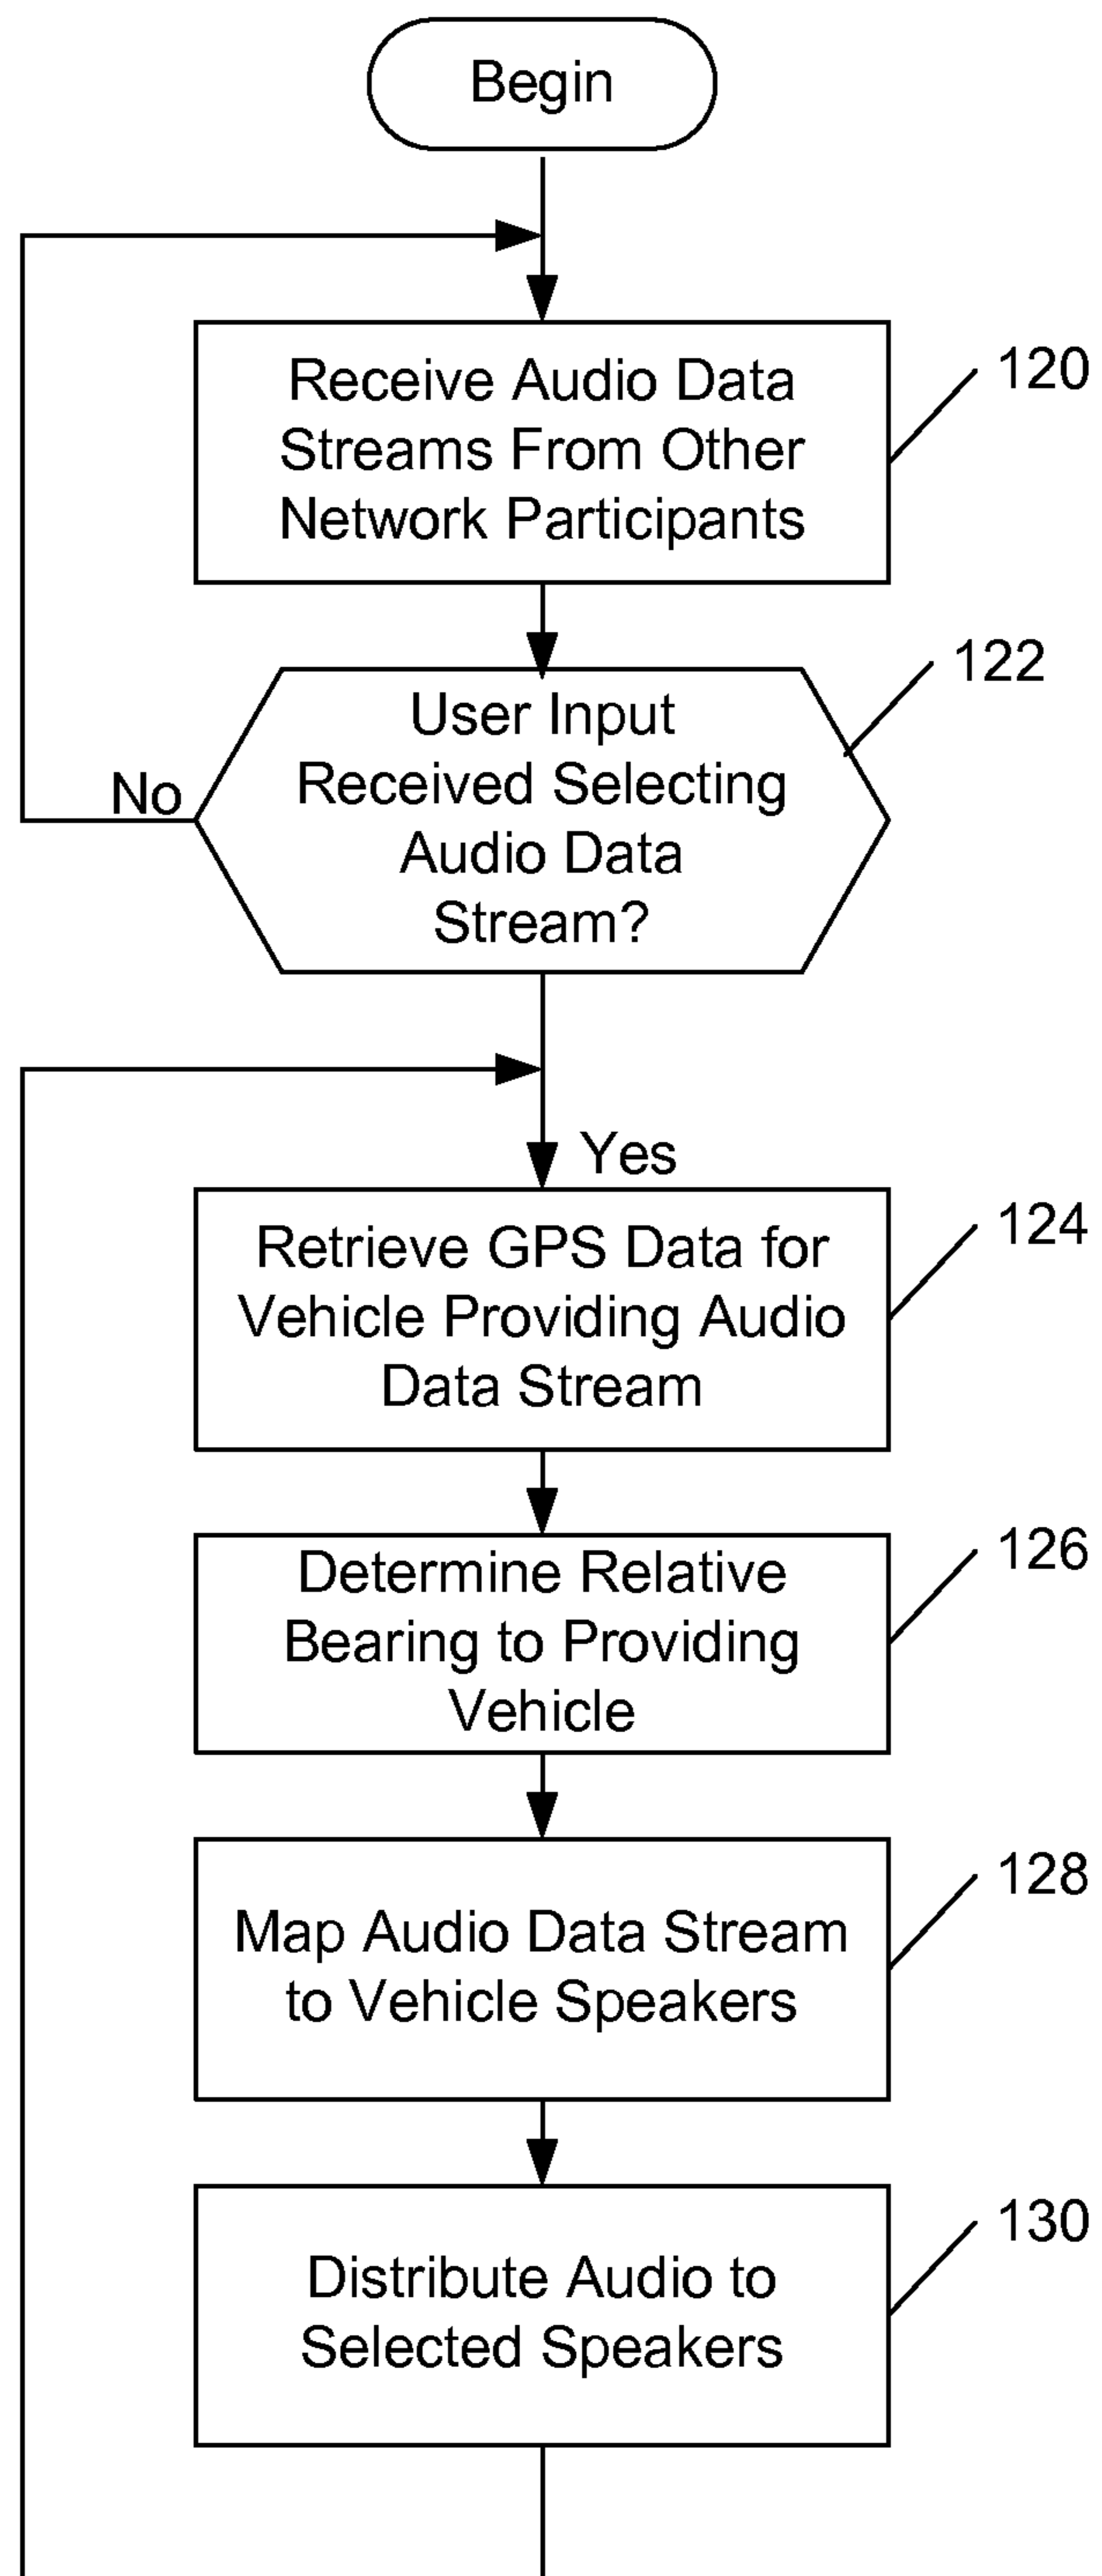 Begin
Receive Audio Data
Streams From Other
Network Participants
120
User Input
Received Selecting
Audio Data
Stream?
122
No
Yes
Retrieve GPS Data for
Vehicle Providing Audio
Data Stream
124
Determine Relative
Bearing to Providing
Vehicle
126
Map Audio Data Stream
to Vehicle Speakers
128
Distribute Audio to
Selected Speakers
130